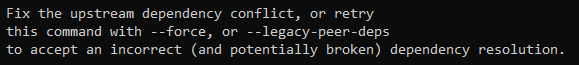 Fix the upstream dependency conflict, or retry
this command with --force, or --legacy-peer-deps
to accept an incorrect (and potentially broken) dependency resolution.